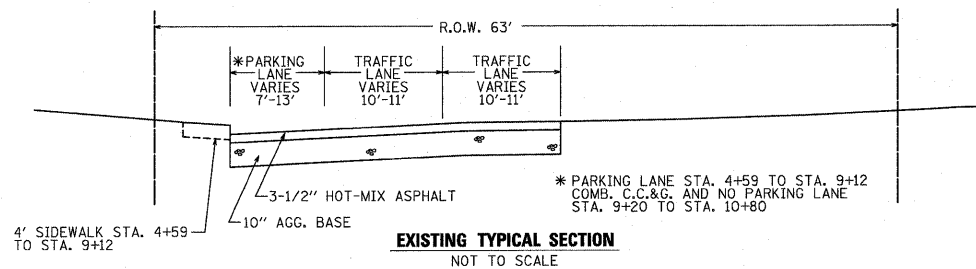 R.O.W. 63'
*PARKING
LANE
VARIES
7'-13'
TRAFFIC
LANE
VARIES
10'-11'
TRAFFIC
LANE
VARIES
10'-11'
3-1/2" HOT-MIX ASPHALT
10" AGG. BASE
4' SIDEWALK STA. 4+59
TO STA. 9+12
* PARKING LANE STA. 4+59 TO STA. 9+12
COMB. C.C.&G. AND NO PARKING LANE
STA. 9+20 TO STA. 10+80
EXISTING TYPICAL SECTION
NOT TO SCALE